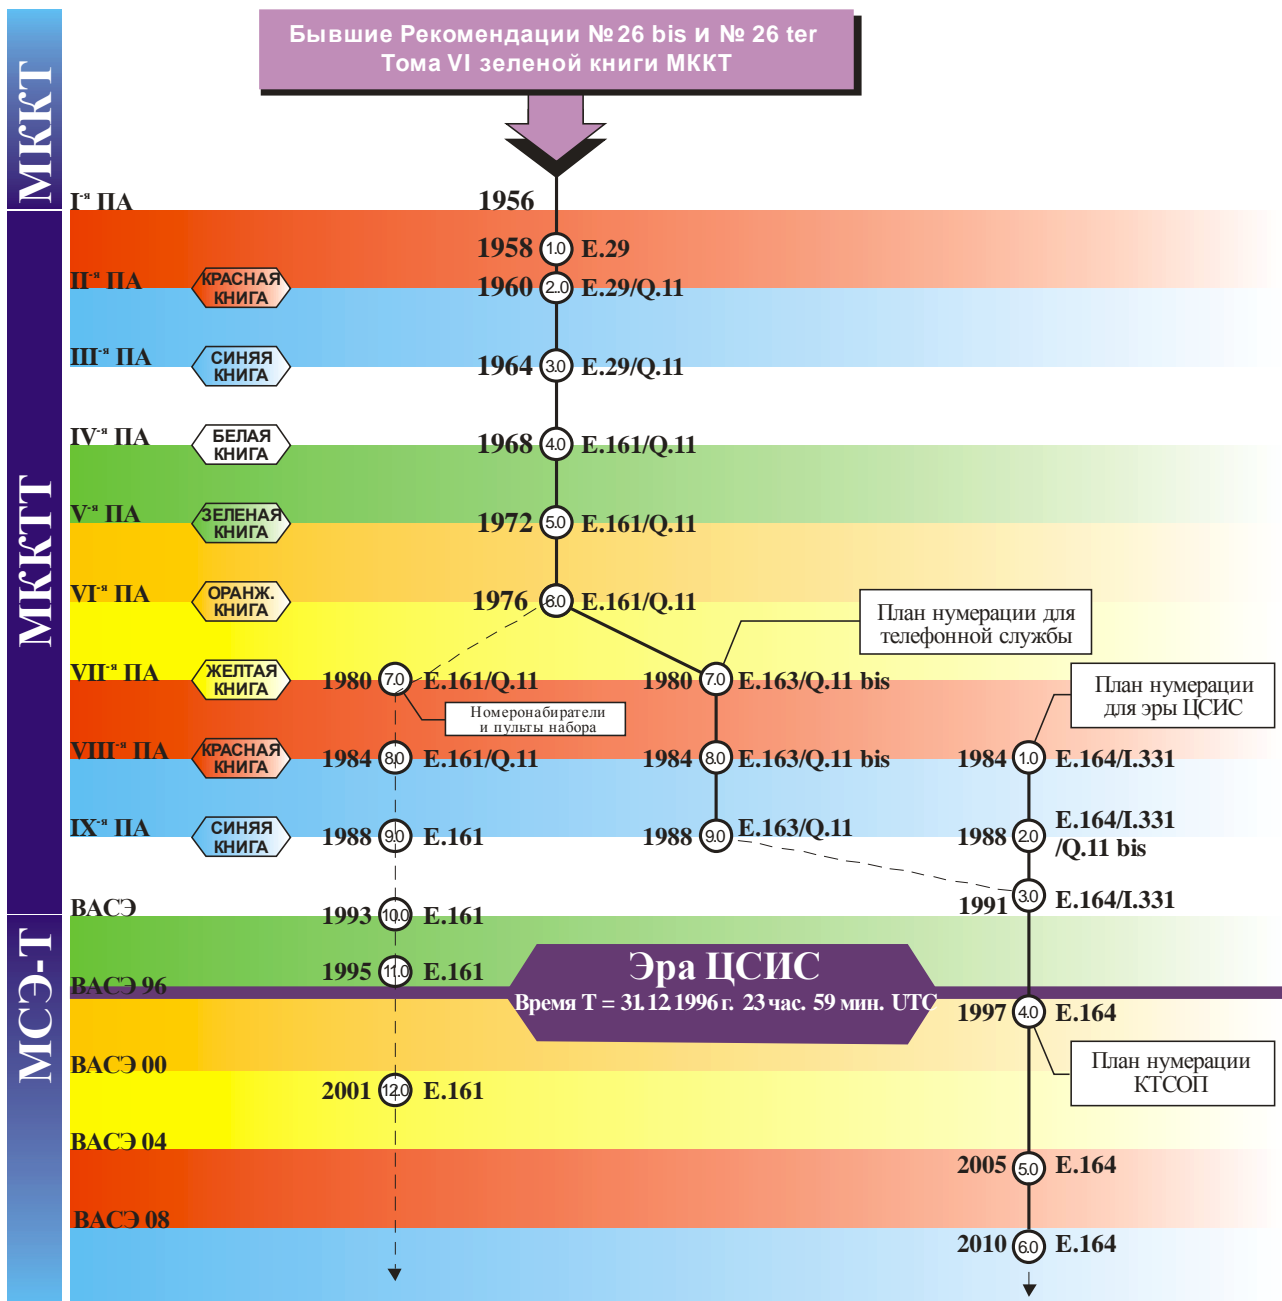 Бывшие Рекомендации № 26 bis и № 26 ter
Тома VI зеленой книги МККТ
МККТ
I-я ПА
1956
1958 1.0 E.29
II-я ПА
КРАСНАЯ
КНИГА
1960 2..0 E.29/Q.11
III-я ПА
СИНЯЯ
КНИГА
1964 3.0 E.29/Q.11
IV-я ПА
БЕЛАЯ
КНИГА
1968 4.0 E.161/Q.11
МККТТ
V-я ПА
ЗЕЛЕНАЯ
КНИГА
1972 5.0 E.161/Q.11
VI-я ПА
ОРАНЖ.
КНИГА
1976 6.0 E.161/Q.11
План нумерации для
телефонной службы
VII-я ПА
ЖЕЛТАЯ
КНИГА
1980 7.0 E.161/Q.11
1980 7.0 E.163/Q.11 bis
План нумерации
для эры ЦСИС
Номеронабиратели
и пульты набора
VIII-я ПА
КРАСНАЯ
КНИГА
1984 8.0 E.161/Q.11
1984 8.0 E.163/Q.11 bis
1984 1.0 E.164/I.331
IX-я ПА
СИНЯЯ
КНИГА
1988 9.0 E.161
1988 9.0 E.163/Q.11
1988 2.0 E.164/I.331
/Q.11 bis
1991 3.0 E.164/I.331
ВАСЭ
1993 10.0 E.161
МСЭ-Т
1995 11.0 E.161
ВАСЭ 96
Эра ЦСИС
Время T = 31.12.1996 г. 23 час. 59 мин. UTC
1997 4.0 E.164
План нумерации
КТСОП
ВАСЭ 00
2001 12.0 E.161
ВАСЭ 04
2005 5.0 E.164
ВАСЭ 08
2010 6.0 E.164